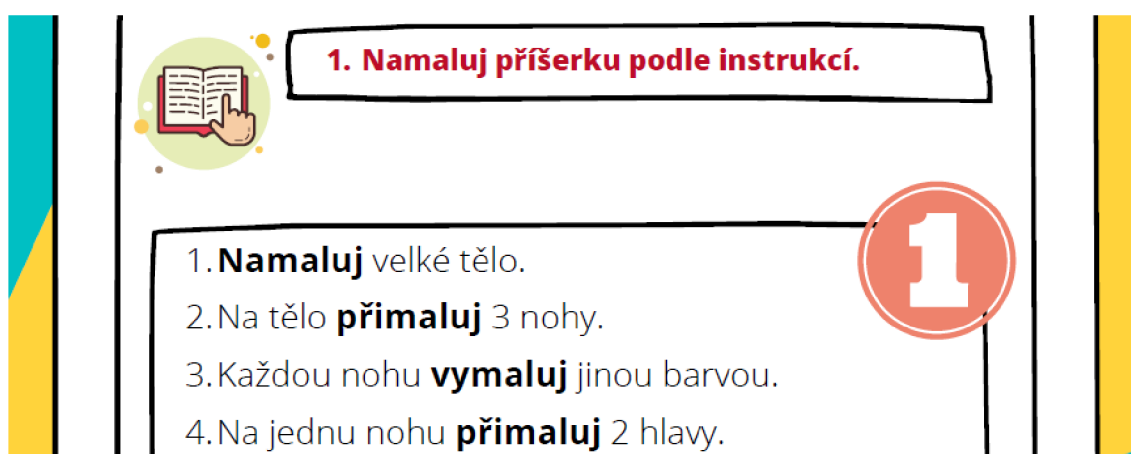 1. Namaluj příšerku podle instrukcí.
1
1. Namaluj velké tělo.
2. Na tělo přimaluj 3 nohy.
3. Každou nohu vymaluj jinou barvou.
4. Na jednu nohu přimaluj 2 hlavy.